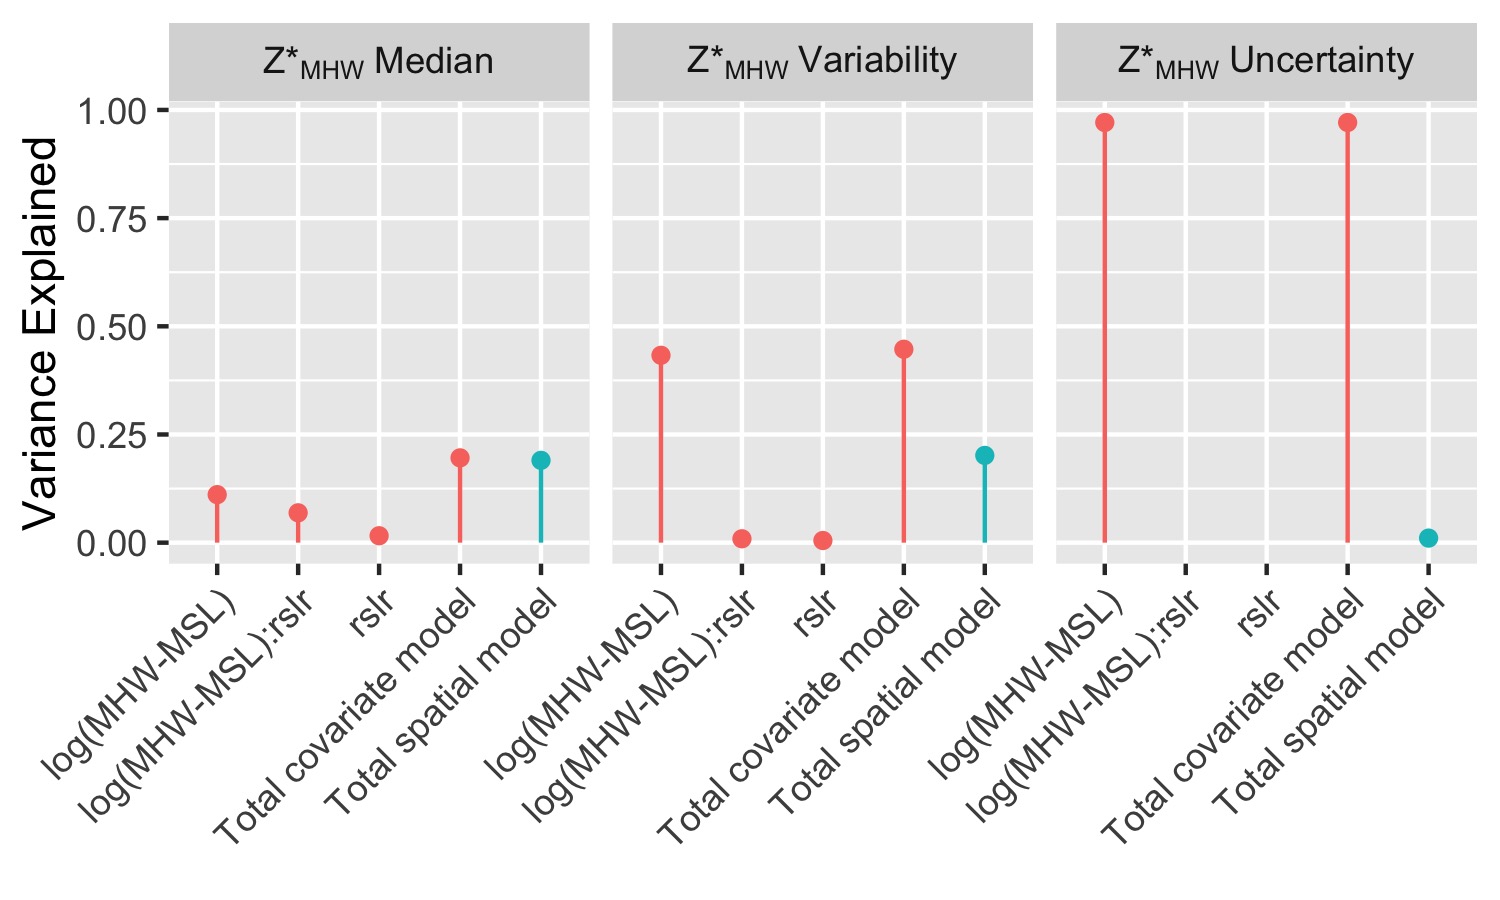 Z*MHW Median
Z*MHW Variability
Z*MHW Uncertainty
Variance Explained
1.00
0.75
0.50
0.25
0.00
log(MHW-MSL)
log(MHW-MSL):rslr
rslr
Total covariate model
Total spatial model
log(MHW-MSL)
log(MHW-MSL):rslr
rslr
Total covariate model
Total spatial model
log(MHW-MSL)
log(MHW-MSL):rslr
rslr
Total covariate model
Total spatial model